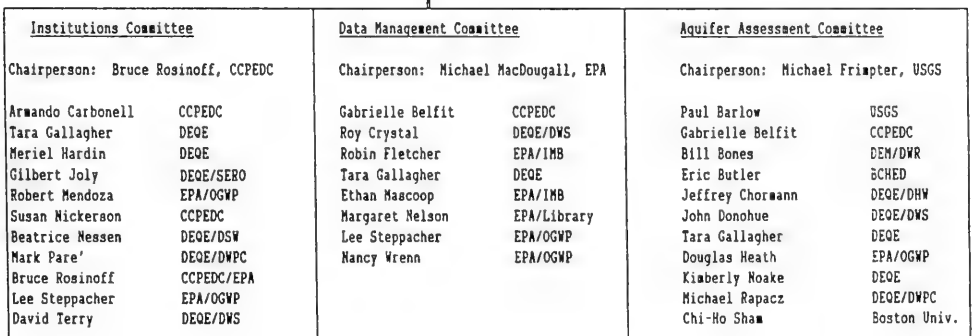 Institutions Committee
Chairperson: Bruce Rosinoff, CCPEDC
Armando Carbonell CCPEDC
Tara Gallagher DEQE
Meriel Hardin DEQE
Gilbert Joly DEQE/SERO
Robert Mendoza EPA/OGWP
Susan Nickerson CCPEDC
Beatrice Nessen DEQE/DSW
Mark Pare' DEQE/DWPC
Bruce Rosinoff CCPEDC/EPA
Lee Steppacher EPA/OGWP
David Terry DEQE/DWS
Data Management Committee
Chairperson: Michael MacDougall, EPA
Gabrielle Belfit CCPEDC
Roy Crystal DEQE/DWS
Robin Fletcher EPA/IMB
Tara Gallagher DEQE
Ethan Mascoop EPA/IMB
Margaret Nelson EPA/Library
Lee Steppacher EPA/OGWP
Nancy Wrenn EPA/OGWP
Aquifer Assessment Committee
Chairperson: Michael Frimpter, USGS
Paul Barlow USGS
Gabrielle Belfit CCPEDC
Bill Bones DEM/DWR
Eric Butler BCHED
Jeffrey Chormann DEQE/DHW
John Donohue DEQE/DWS
Tara Gallagher DEQE
Douglas Heath EPA/OGWP
Kimberly Noake DEQE
Michael Rapacz DEQE/DWPC
Chi-Ho Sham Boston Univ.